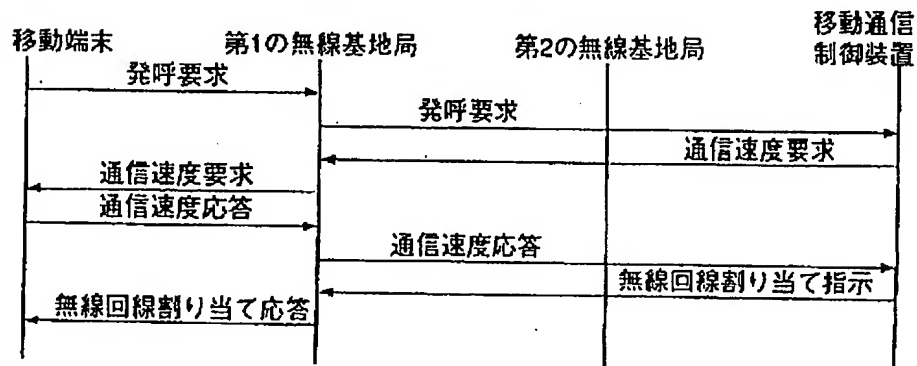 移動端末
第1の無線基地局
第2の無線基地局
移動通信
制御装置
発呼要求
発呼要求
通信速度要求
通信速度要求
通信速度応答
通信速度応答
無線回線割り当て指示
無線回線割り当て応答